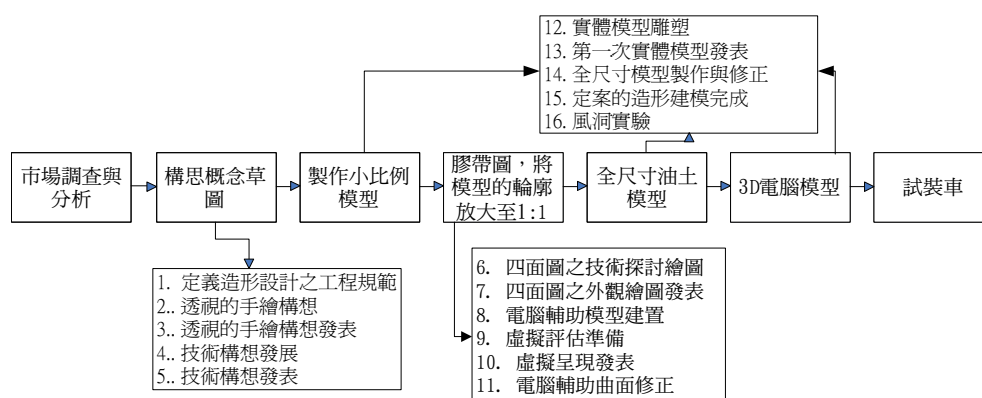 12. 實體模型雕塑
13. 第一次實體模型發表
14. 全尺寸模型製作與修正
15. 定案的造形建模完成
16. 風洞實驗
市場調查與
分析
構思概念草
圖
製作小比例
模型
膠帶圖，將
模型的輪廓
放大至1:1
全尺寸油土
模型
3D電腦模型
試裝車
1. 定義造形設計之工程規範
2.. 透視的手繪構想
3.. 透視的手繪構想發表
4.. 技術構想發展
5.. 技術構想發表
6. 四面圖之技術探討繪圖
7. 四面圖之外觀繪圖發表
8. 電腦輔助模型建置
9. 虛擬評估準備
10. 虛擬呈現發表
11. 電腦輔助曲面修正